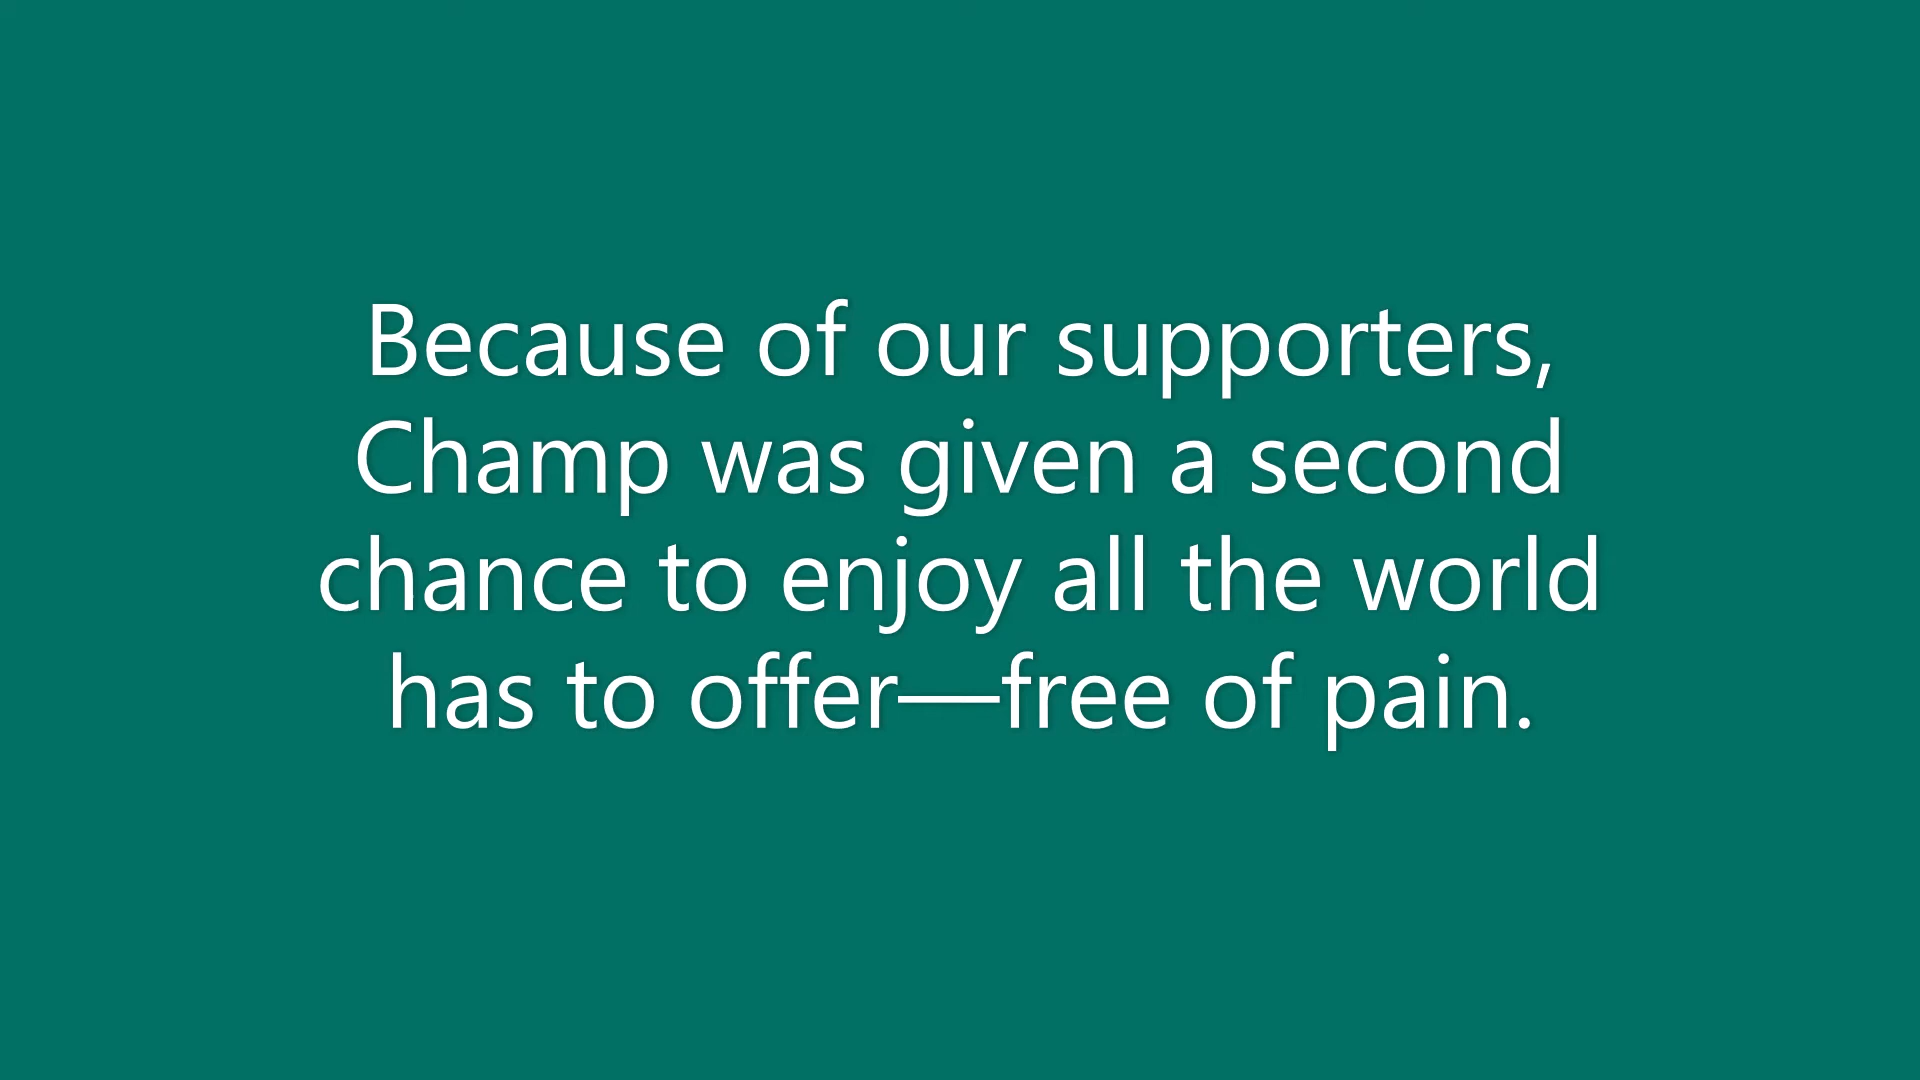 Because of our supporters,
Champ was given a second
chance to enjoy all the world
has to offer—free of pain.